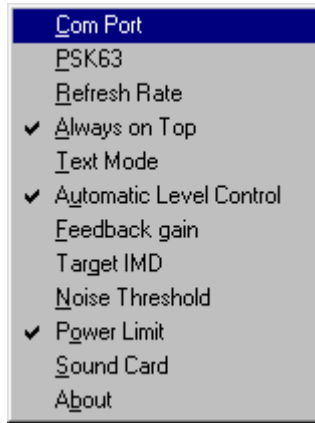 Com Port
PSK63
Refresh Rate
Always on Top
Text Mode
Automatic Level Control
Feedback gain
Target IMD
Noise Threshold
Power Limit
Sound Card
About